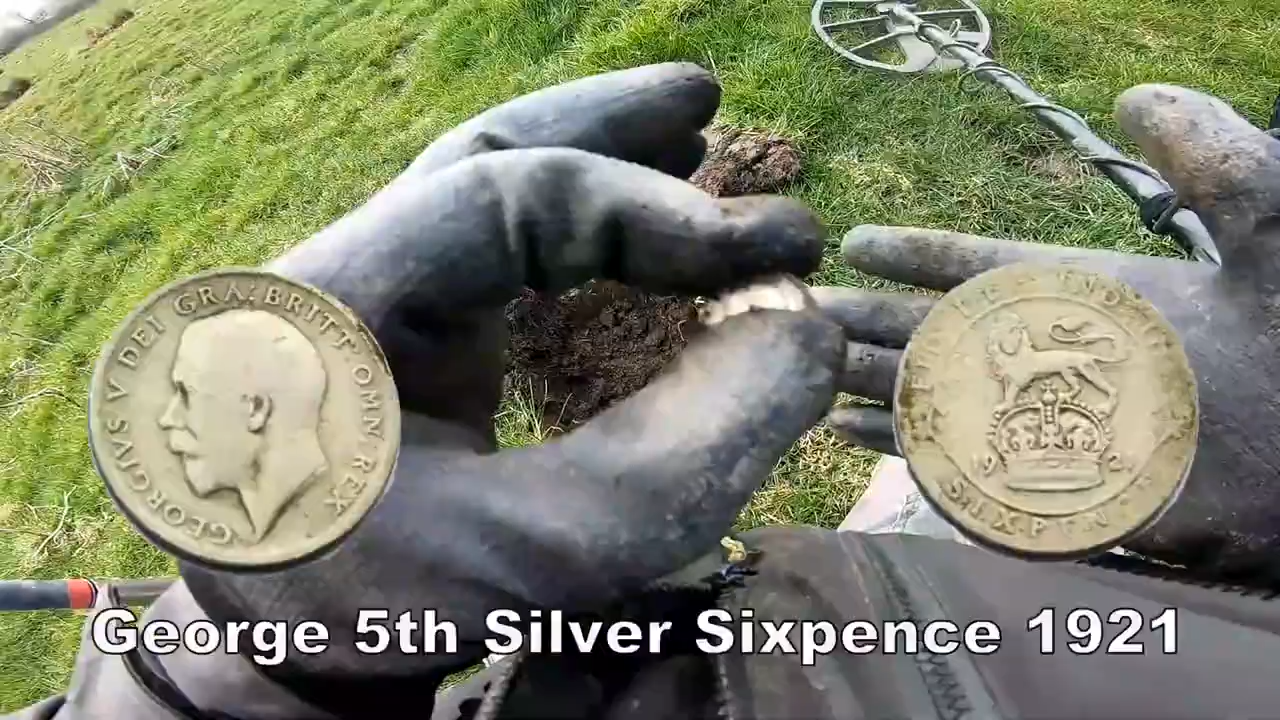 GEORGIVS V DEI GRA: BRITT: OMN: REX
SIXPENCE
George 5th Silver Sixpence 1921